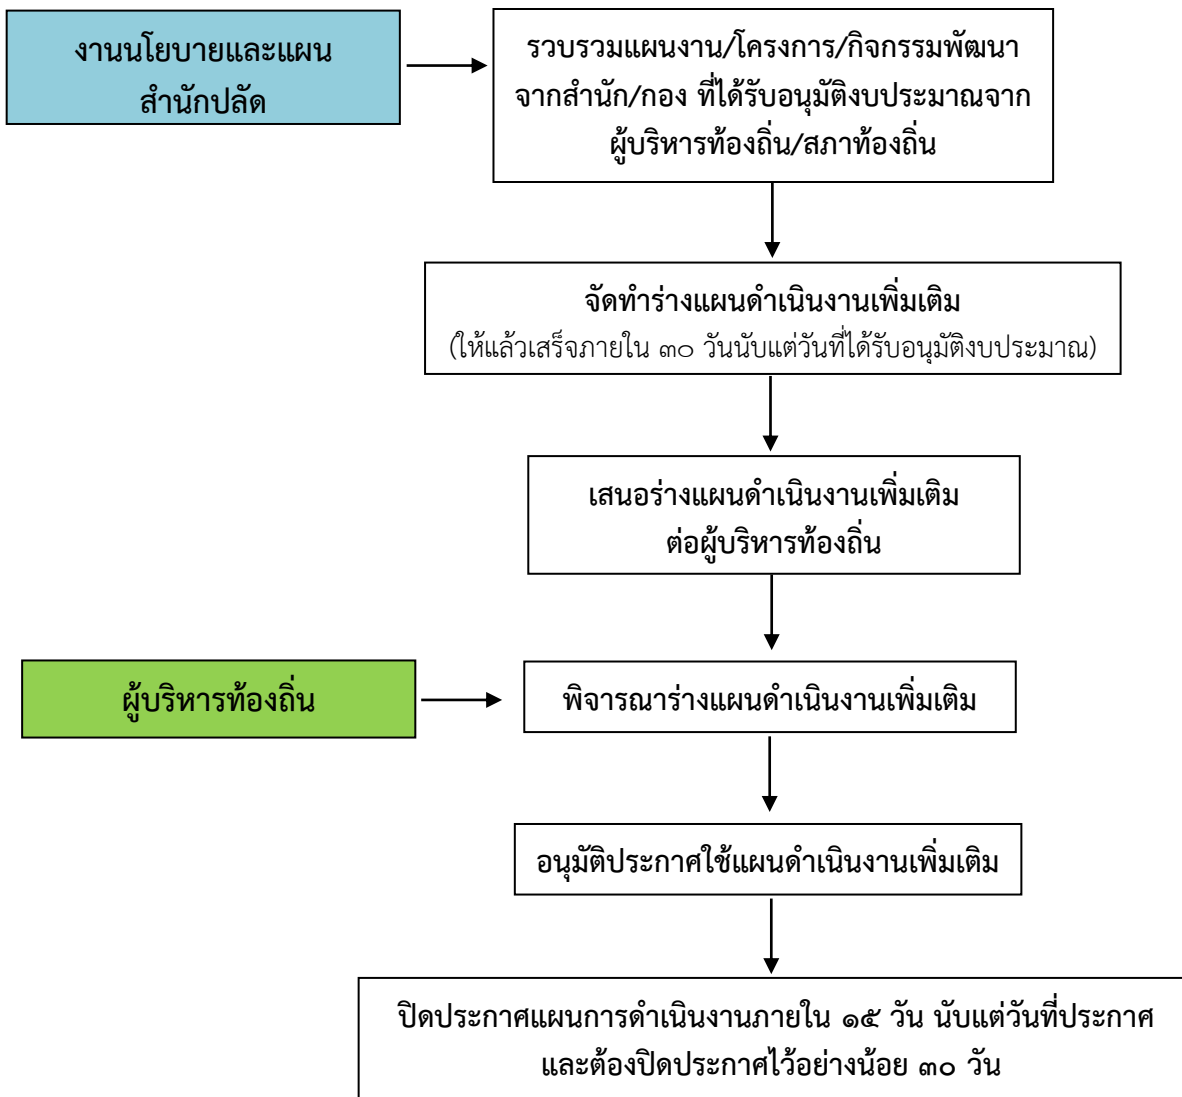 งานนโยบายและแผน
สำนักปลัด
รวบรวมแผนงาน/โครงการ/กิจกรรมพัฒนา
จากสำนัก/กอง ที่ได้รับอนุมัติงบประมาณจาก
ผู้บริหารท้องถิ่น/สภาท้องถิ่น
จัดทำร่างแผนดำเนินงานเพิ่มเติม
(ให้แล้วเสร็จภายใน ๓๐ วันนับแต่วันที่ได้รับอนุมัติงบประมาณ)
เสนอร่างแผนดำเนินงานเพิ่มเติม
ต่อผู้บริหารท้องถิ่น
ผู้บริหารท้องถิ่น
พิจารณาร่างแผนดำเนินงานเพิ่มเติม
อนุมัติประกาศใช้แผนดำเนินงานเพิ่มเติม
ปิดประกาศแผนการดำเนินงานภายใน ๑๕ วัน นับแต่วันที่ประกาศ
และต้องปิดประกาศไว้อย่างน้อย ๓๐ วัน